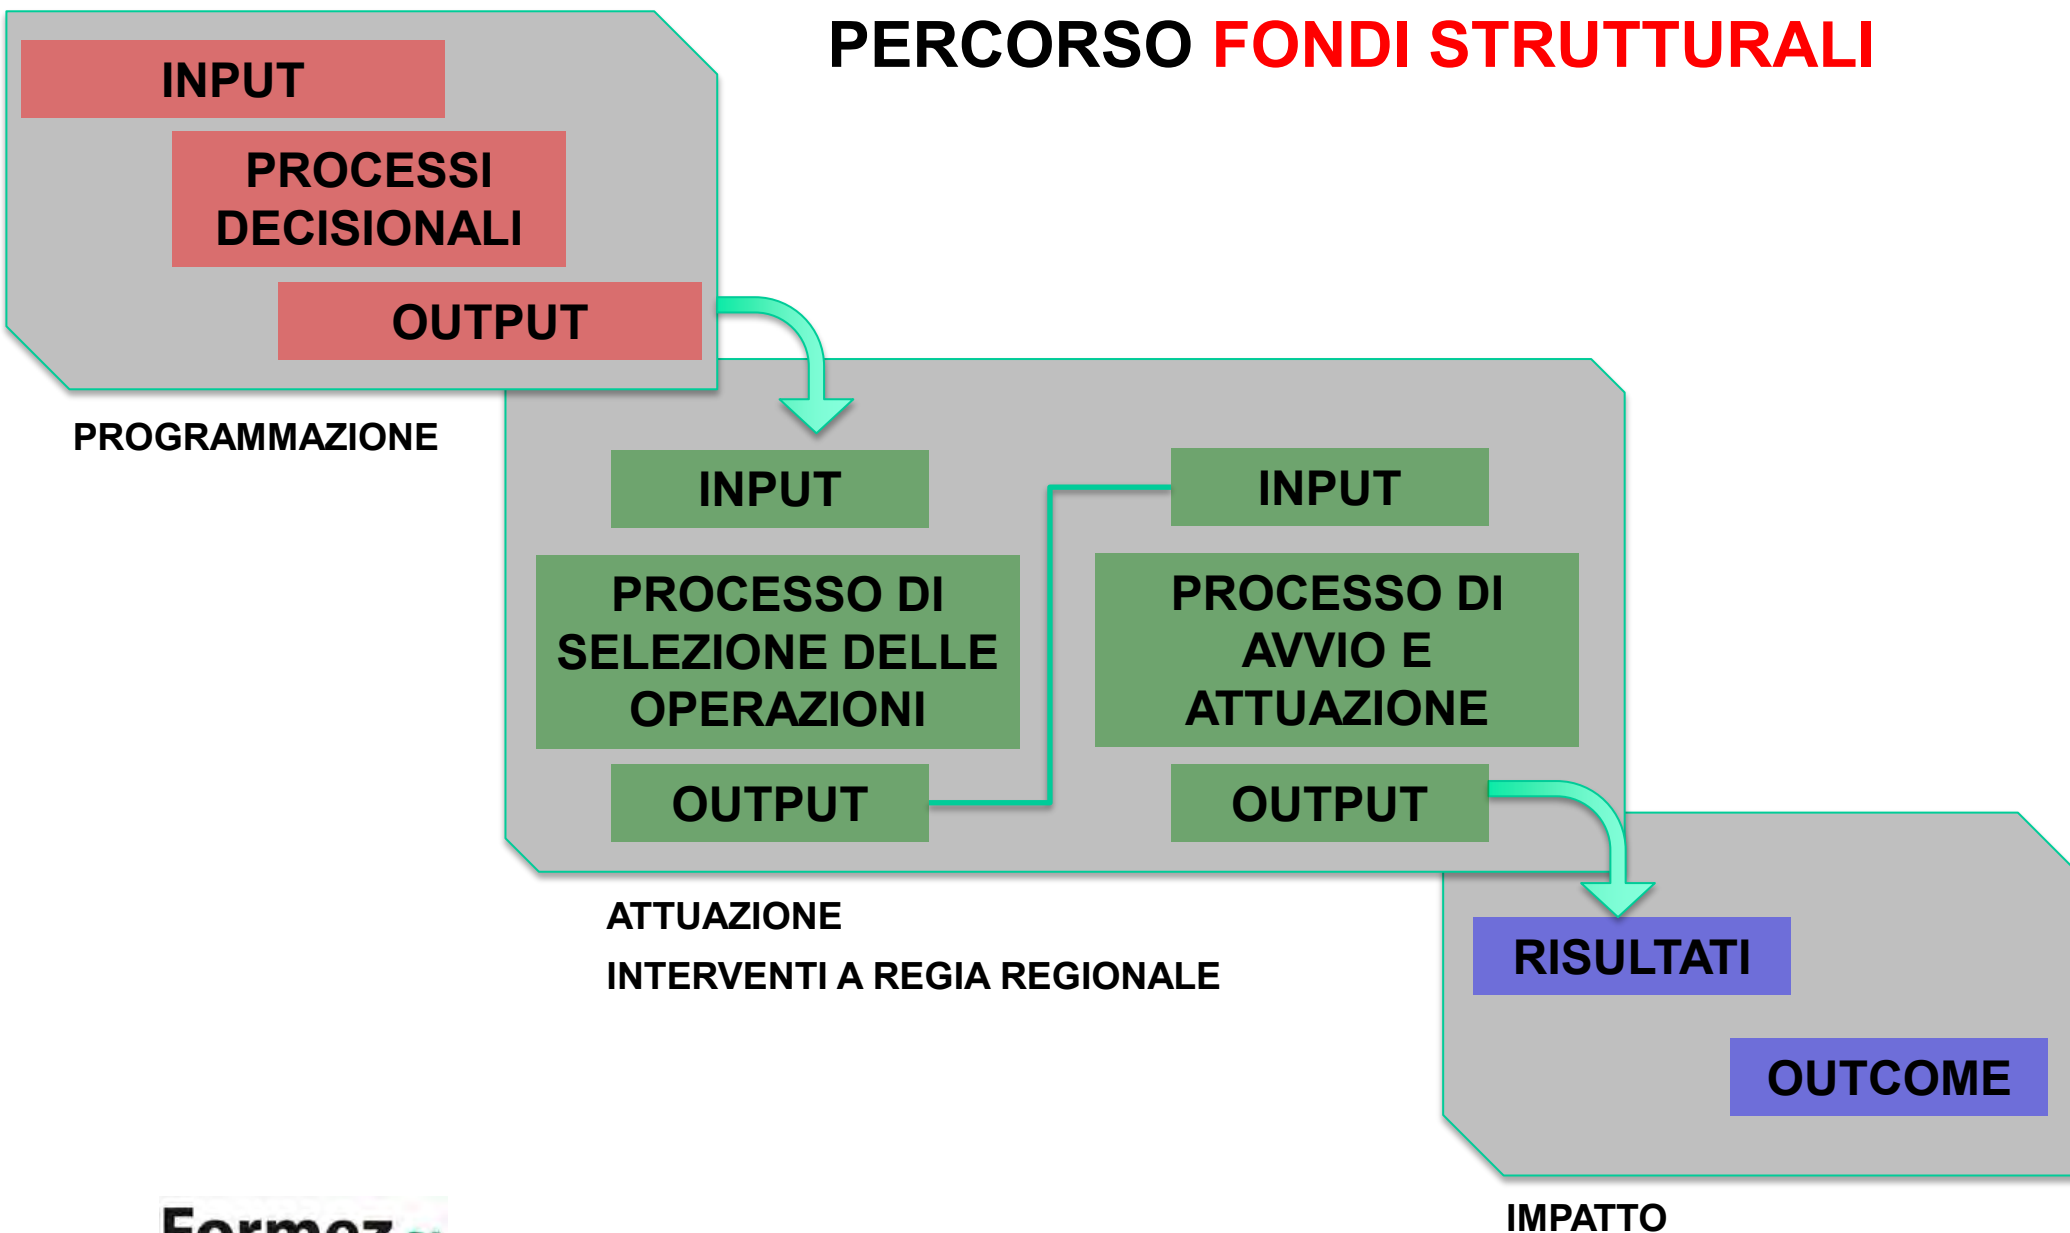 PERCORSO FONDI STRUTTURALI
INPUT
PROCESSI
DECISIONALI
OUTPUT
PROGRAMMAZIONE
INPUT
PROCESSO DI
SELEZIONE DELLE
OPERAZIONI
OUTPUT
INPUT
PROCESSO DI
AVVIO E
ATTUAZIONE
OUTPUT
ATTUAZIONE
INTERVENTI A REGIA REGIONALE
RISULTATI
OUTCOME
IMPATTO
Formez